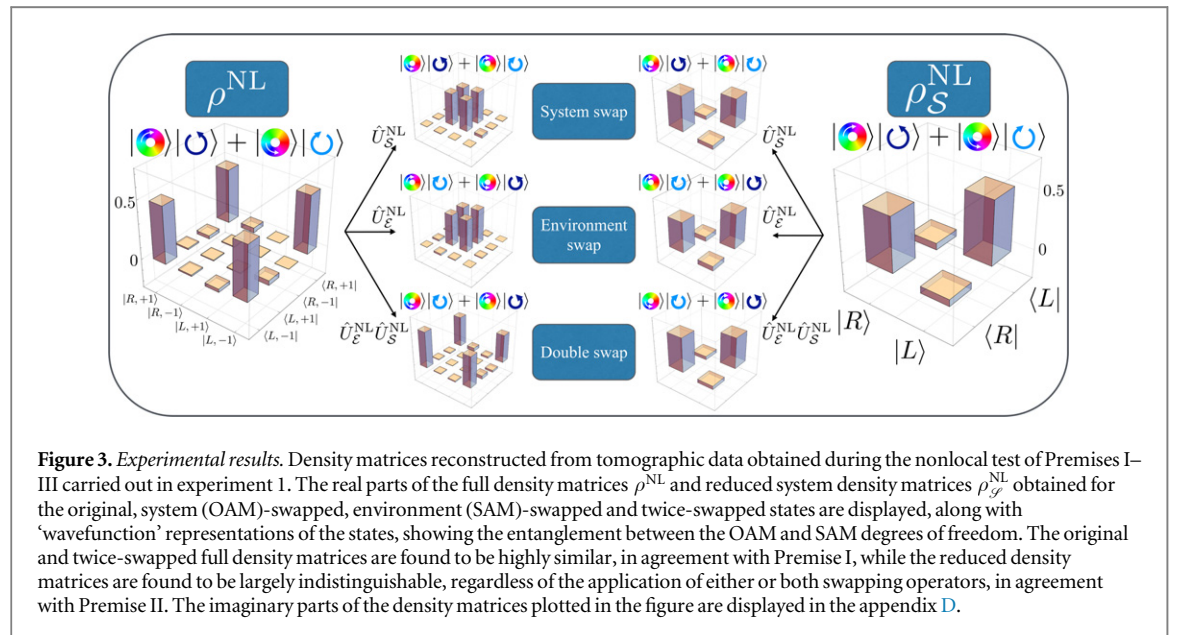 ρ^NL
|⟩|↻⟩ + |⟩|↻⟩
0.5
0
|R, +1⟩
|R, −1⟩
|L, +1⟩
|L, −1⟩
⟨L, −1|
⟨L, +1|
⟨R, −1|
⟨R, +1|
Û_𝒮^NL
Û_ℰ^NL
Û_ℰ^NL Û_𝒮^NL
System swap
Environment
swap
Double swap
Û_𝒮^NL
Û_ℰ^NL
Û_ℰ^NL Û_𝒮^NL
ρ_𝒮^NL
0.5
0
|R⟩
|L⟩
⟨R|
⟨L|
Figure 3. Experimental results. Density matrices reconstructed from tomographic data obtained during the nonlocal test of Premises I–
III carried out in experiment 1. The real parts of the full density matrices ρ^NL and reduced system density matrices ρ_𝒮^NL obtained for
the original, system (OAM)-swapped, environment (SAM)-swapped and twice-swapped states are displayed, along with
'wavefunction' representations of the states, showing the entanglement between the OAM and SAM degrees of freedom. The original
and twice-swapped full density matrices are found to be highly similar, in agreement with Premise I, while the reduced density
matrices are found to be largely indistinguishable, regardless of the application of either or both swapping operators, in agreement
with Premise II. The imaginary parts of the density matrices plotted in the figure are displayed in the appendix D.